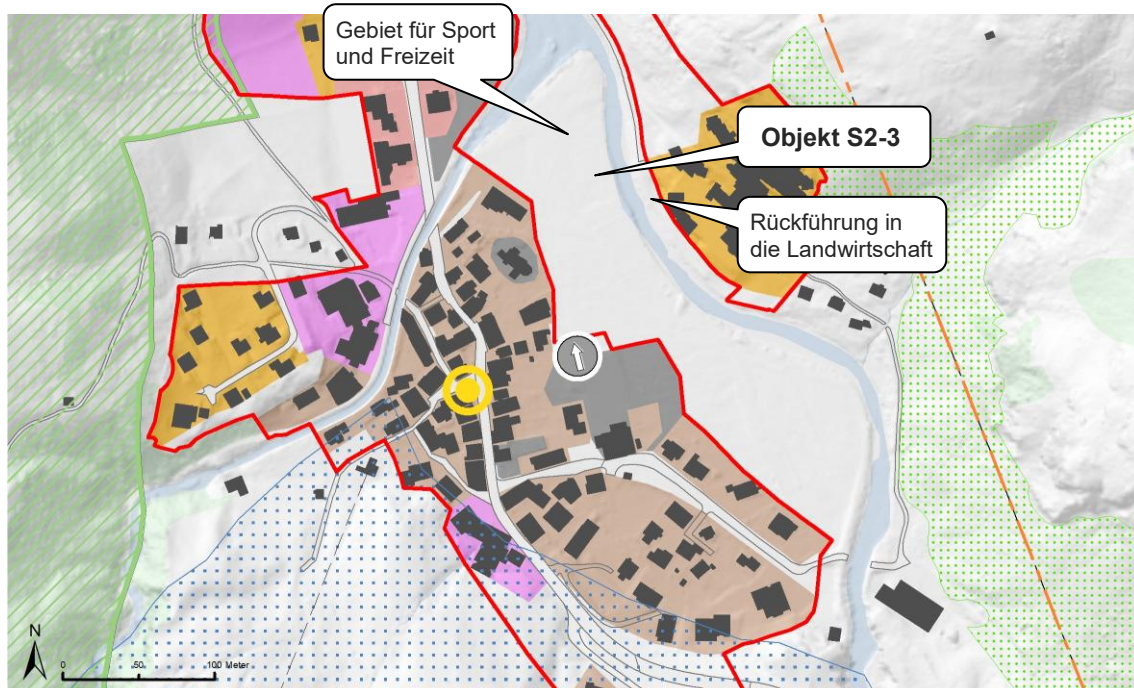 Gebiet für Sport
und Freizeit
Objekt S2-3
Rückführung in
die Landwirtschaft
N
0 50 100 Meter